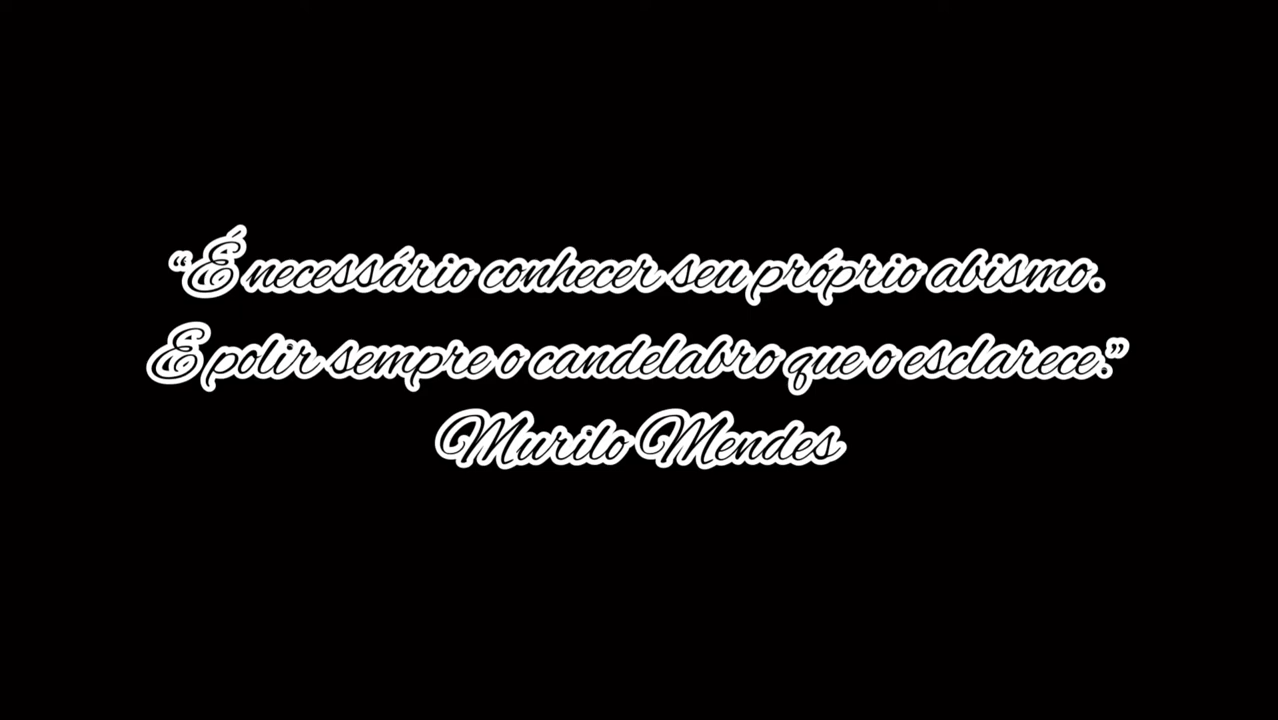 “É necessário conhecer seu próprio abismo.
E polir sempre o candelabro que o esclarece.”
Murilo Mendes